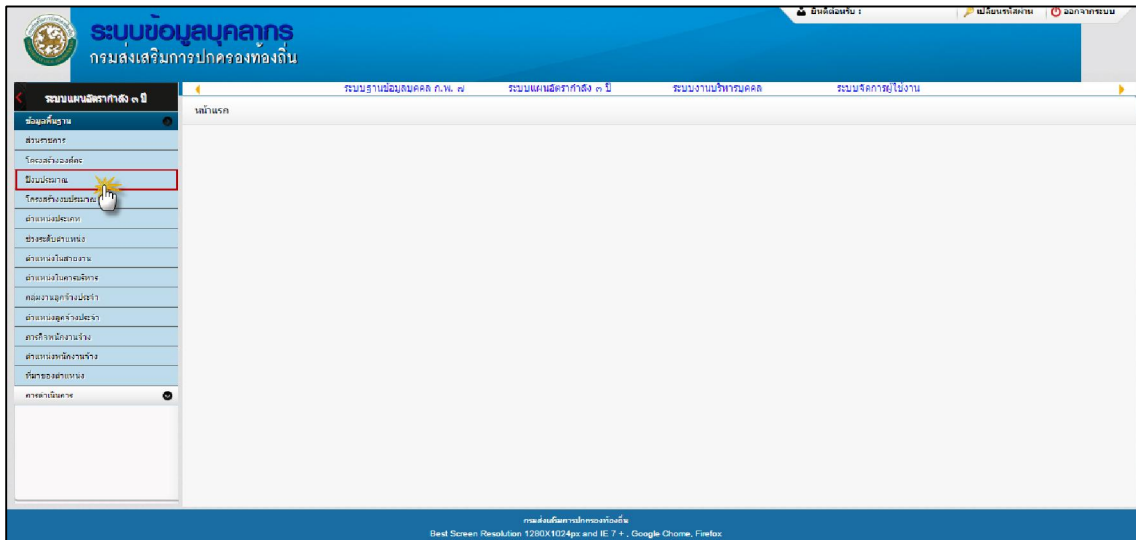 ยินดีต้อนรับ :
เปลี่ยนรหัสผ่าน
ออกจากระบบ
ระบบข้อมูลบุคลากร
กรมส่งเสริมการปกครองท้องถิ่น
ระบบแผนอัตรากำลัง ๓ ปี
ระบบฐานข้อมูลบุคคล ก.พ. ๗
ระบบแผนอัตรากำลัง ๓ ปี
ระบบงานบริหารบุคคล
ระบบจัดการผู้ใช้งาน
หน้าแรก
ข้อมูลพื้นฐาน
ส่วนราชการ
โครงสร้างองค์กร
ปีงบประมาณ
โครงสร้างงบประมาณ
ตำแหน่งประเภท
ช่วงระดับตำแหน่ง
ตำแหน่งในสายงาน
ตำแหน่งในการบริหาร
กลุ่มงานลูกจ้างประจำ
ตำแหน่งลูกจ้างประจำ
ภารกิจพนักงานจ้าง
ตำแหน่งพนักงานจ้าง
ที่มาของตำแหน่ง
การดำเนินการ
กรมส่งเสริมการปกครองท้องถิ่น
Best Screen Resolution 1280X1024px and IE 7 + , Google Chome, Firefox